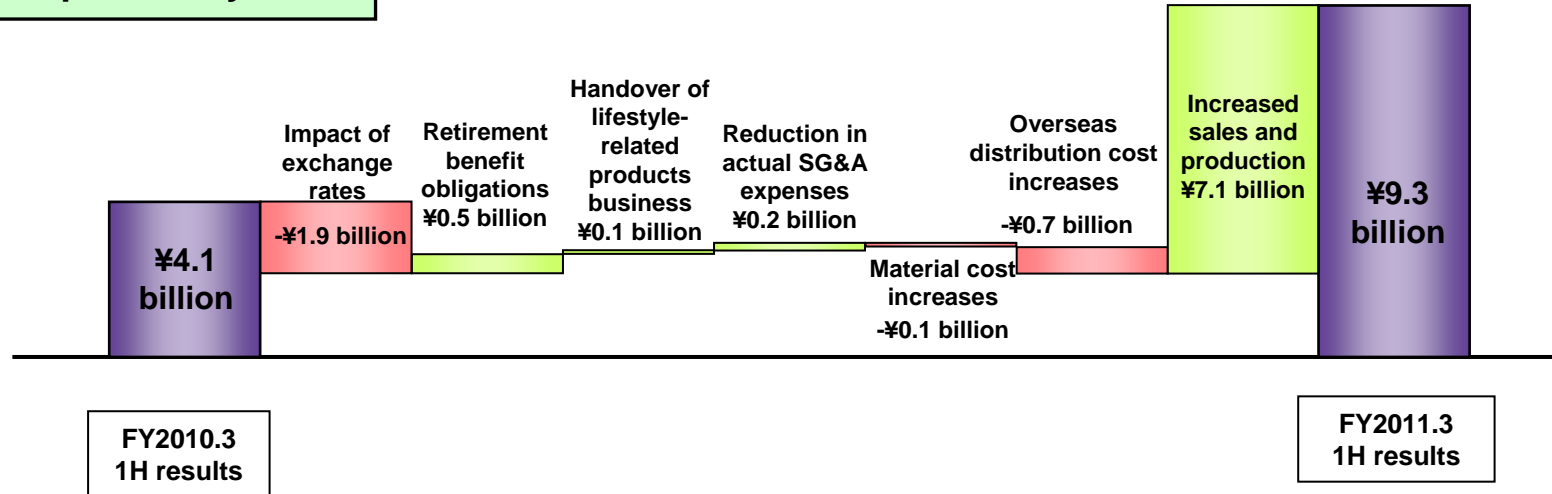 ¥4.1
billion
Impact of
exchange
rates
-¥1.9 billion
Retirement
benefit
obligations
¥0.5 billion
Handover of
lifestyle-
related
products
business
¥0.1 billion
Reduction in
actual SG&A
expenses
¥0.2 billion
Material cost
increases
-¥0.1 billion
Overseas
distribution cost
increases
-¥0.7 billion
Increased
sales and
production
¥7.1 billion
¥9.3
billion
FY2010.3
1H results
FY2011.3
1H results